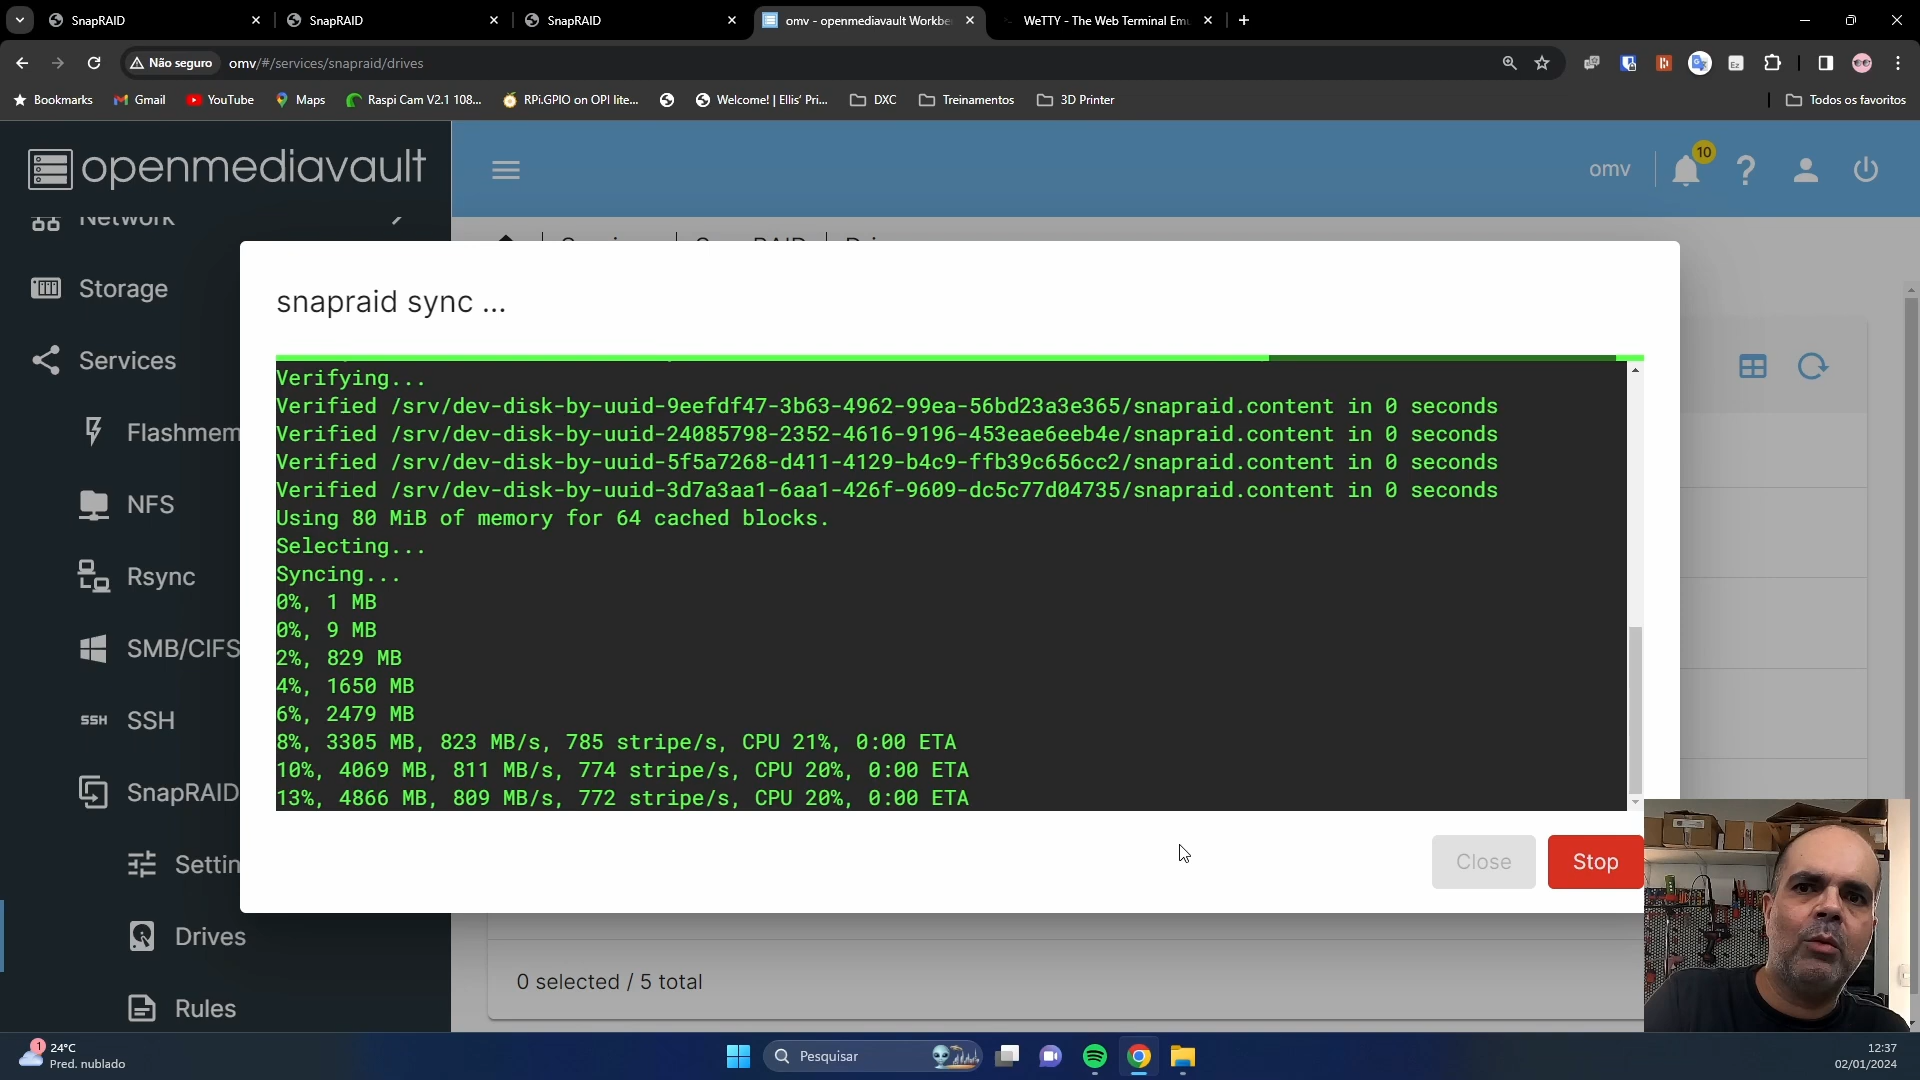 SnapRAID
SnapRAID
SnapRAID
omv - openmediavault Workbe
WeTTY - The Web Terminal Emu
Não seguro
omv/#/services/snapraid/drives
Bookmarks
Gmail
YouTube
Maps
Raspi Cam V2.1 108...
RPi.GPIO on OPI lite...
Welcome! | Ellis' Pri...
DXC
Treinamentos
3D Printer
Todos os favoritos
openmediavault
omv
10
Network
Storage
Services
Flashmem
NFS
Rsync
SMB/CIFS
SSH
SSH
SnapRAID
Settin
Drives
Rules
snapraid sync ...
Verifying...
Verified /srv/dev-disk-by-uuid-9eefdf47-3b63-4962-99ea-56bd23a3e365/snapraid.content in 0 seconds
Verified /srv/dev-disk-by-uuid-24085798-2352-4616-9196-453eae6eeb4e/snapraid.content in 0 seconds
Verified /srv/dev-disk-by-uuid-5f5a7268-d411-4129-b4c9-ffb39c656cc2/snapraid.content in 0 seconds
Verified /srv/dev-disk-by-uuid-3d7a3aa1-6aa1-426f-9609-dc5c77d04735/snapraid.content in 0 seconds
Using 80 MiB of memory for 64 cached blocks.
Selecting...
Syncing...
0%, 1 MB
0%, 9 MB
2%, 829 MB
4%, 1650 MB
6%, 2479 MB
8%, 3305 MB, 823 MB/s, 785 stripe/s, CPU 21%, 0:00 ETA
10%, 4069 MB, 811 MB/s, 774 stripe/s, CPU 20%, 0:00 ETA
13%, 4866 MB, 809 MB/s, 772 stripe/s, CPU 20%, 0:00 ETA
Close
Stop
0 selected / 5 total
1
24°C
Pred. nublado
Pesquisar
12:37
02/01/2024